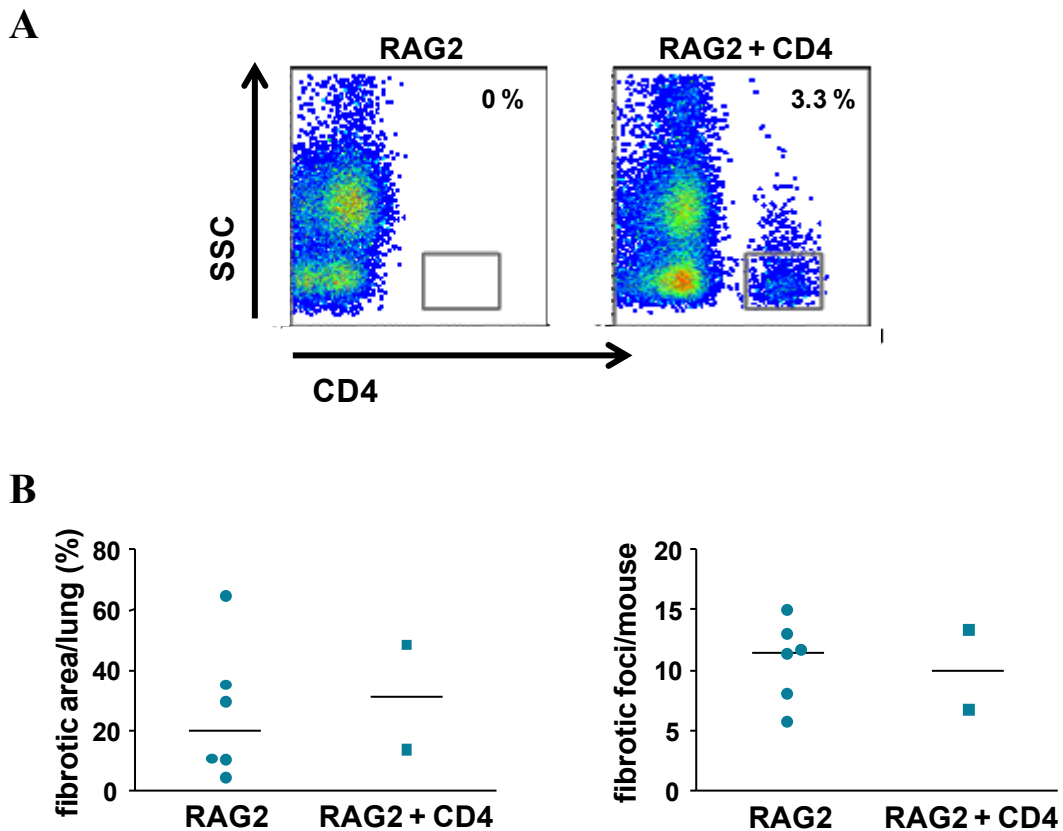 A
RAG2
RAG2 + CD4
0 %
3.3 %
SSC
CD4
B
fibrotic area/lung (%)
80
60
40
20
0
RAG2
RAG2 + CD4
fibrotic foci/mouse
20
15
10
5
0
RAG2
RAG2 + CD4